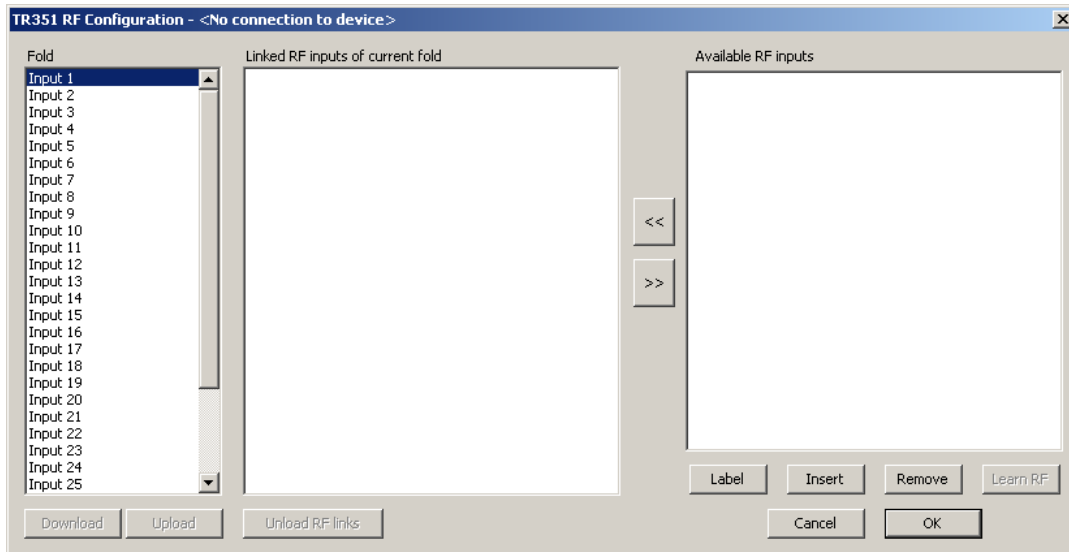 TR351 RF Configuration - <No connection to device>
Fold
Linked RF inputs of current fold
Available RF inputs
Input 1
Input 2
Input 3
Input 4
Input 5
Input 6
Input 7
Input 8
Input 9
Input 10
Input 11
Input 12
Input 13
Input 14
Input 15
Input 16
Input 17
Input 18
Input 19
Input 20
Input 21
Input 22
Input 23
Input 24
Input 25
<<
>>
Label
Insert
Remove
Learn RF
Download
Upload
Unload RF links
Cancel
OK